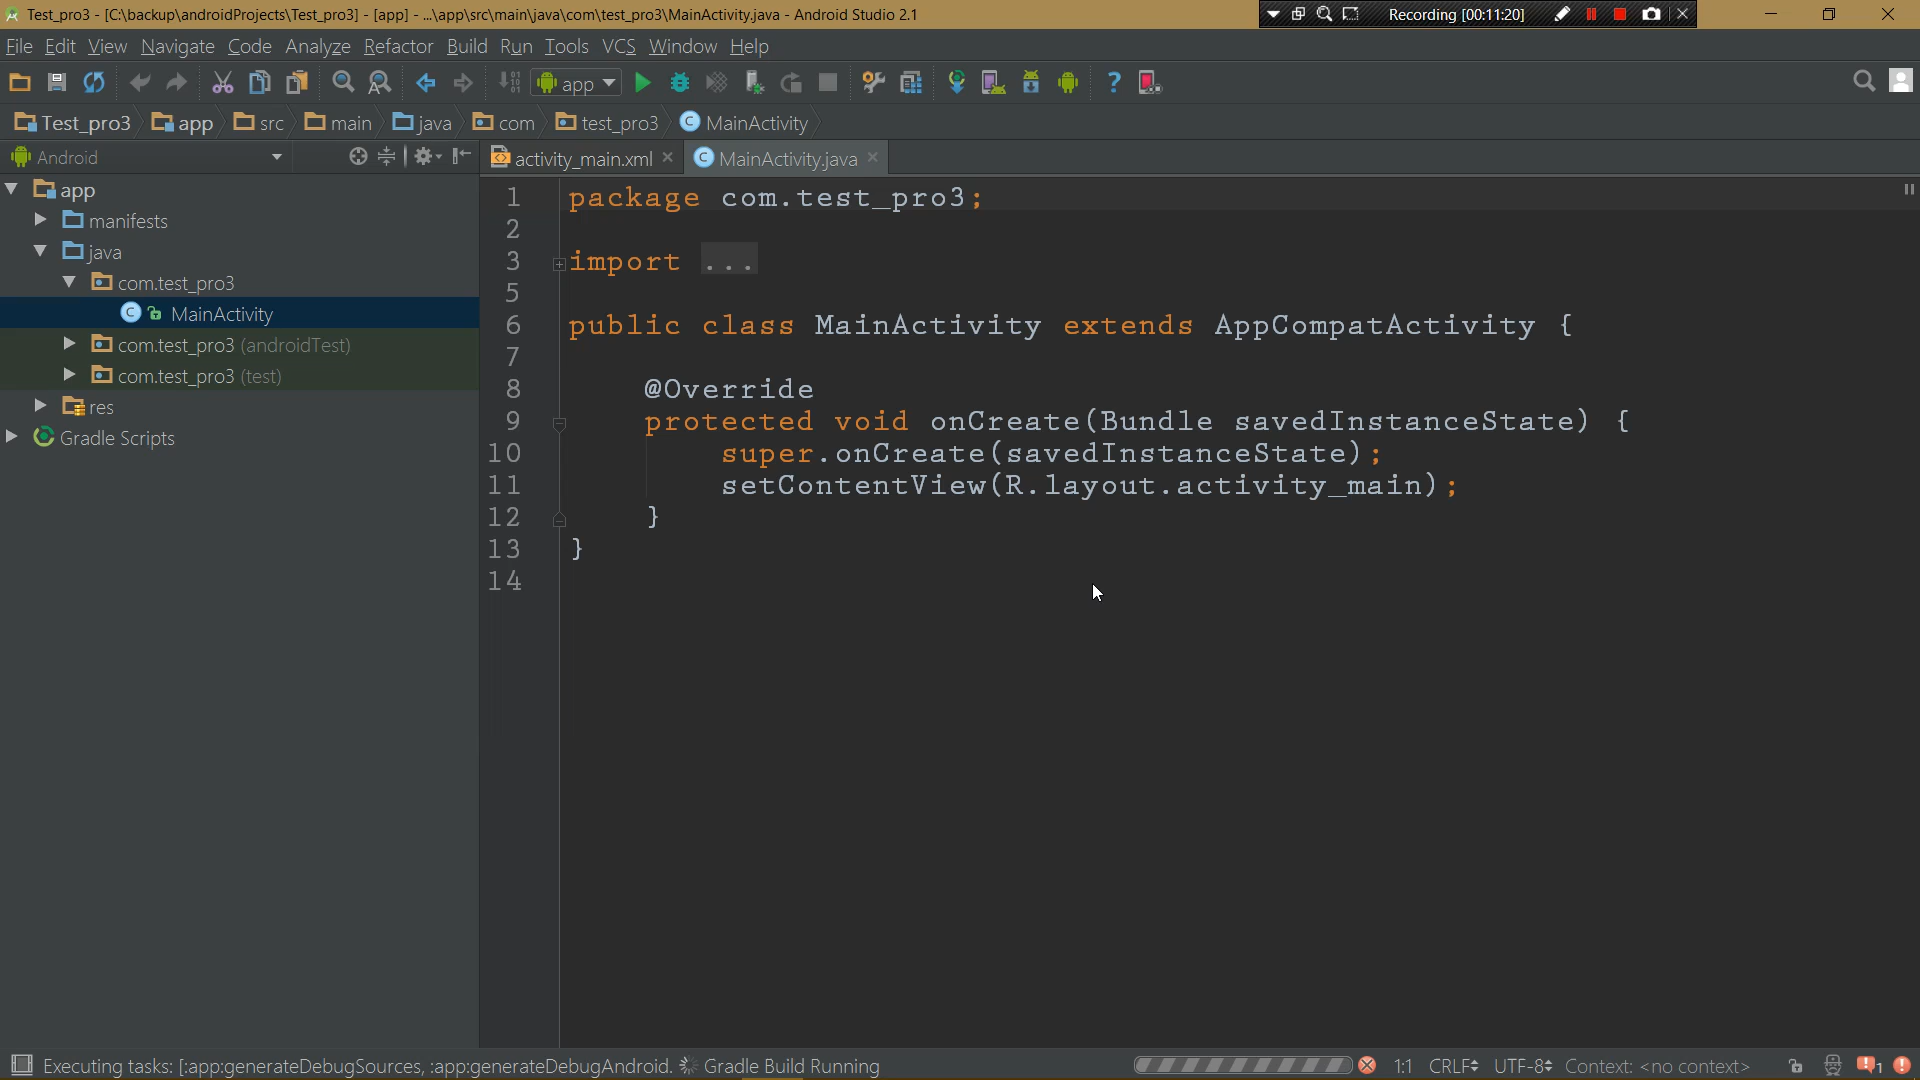 Test_pro3 - [C:\backup\androidProjects\Test_pro3] - [app] - ...\app\src\main\java\com\test_pro3\MainActivity.java - Android Studio 2.1
Recording [00:11:20]
File Edit View Navigate Code Analyze Refactor Build Run Tools VCS Window Help
app
Test_pro3 app src main java com test_pro3 MainActivity
Android
activity_main.xml MainActivity.java
app
manifests
java
com.test_pro3
MainActivity
com.test_pro3 (androidTest)
com.test_pro3 (test)
res
Gradle Scripts
1 package com.test_pro3;
2
3 import ...
5
6 public class MainActivity extends AppCompatActivity {
7
8 @Override
9 protected void onCreate(Bundle savedInstanceState) {
10 super.onCreate(savedInstanceState);
11 setContentView(R.layout.activity_main);
12 }
13 }
14
Executing tasks: [:app:generateDebugSources, :app:generateDebugAndroid. Gradle Build Running 1:1 CRLF UTF-8 Context: <no context> 1